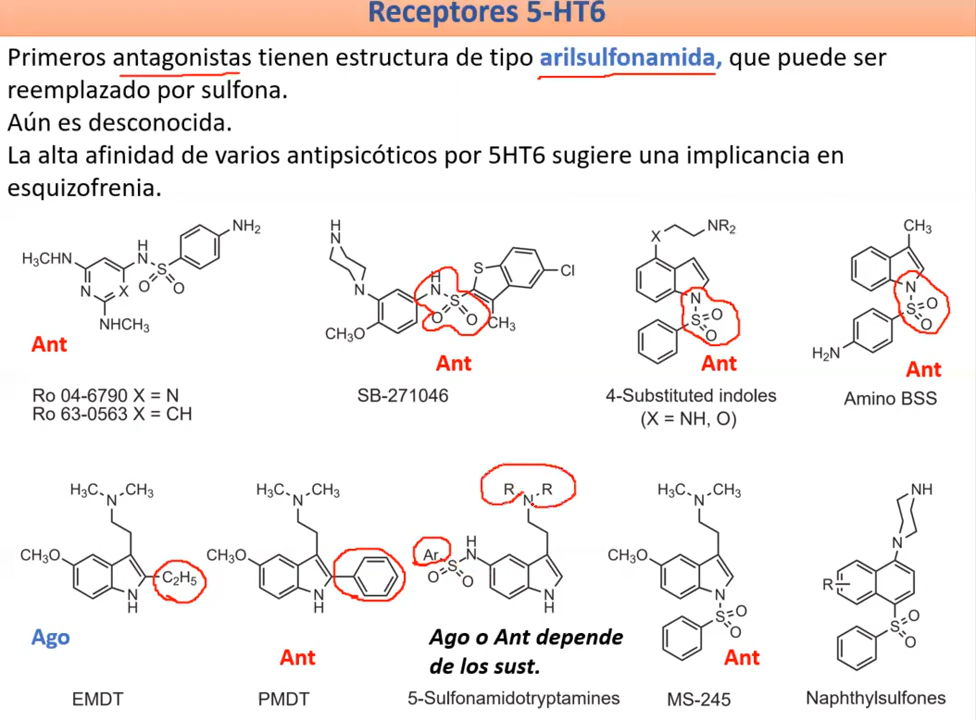 Receptores 5-HT6
Primeros antagonistas tienen estructura de tipo arilsulfonamida, que puede ser
reemplazado por sulfona.
Aún es desconocida.
La alta afinidad de varios antipsicóticos por 5HT6 sugiere una implicancia en
esquizofrenia.
H₃CHN
N
X
NHCH₃
H
N
S
O
O
NH₂
Ant
Ro 04-6790 X = N
Ro 63-0563 X = CH
H
N
N
CH₃O
H
N
S
O
O
S
Cl
CH₃
Ant
SB-271046
X
NR₂
N
S
O
O
Ant
4-Substituted indoles
(X = NH, O)
CH₃
N
S
O
O
H₂N
Ant
Amino BSS
H₃C
N
CH₃
CH₃O
C₂H₅
N
H
Ago
EMDT
H₃C
N
CH₃
CH₃O
N
H
Ant
PMDT
R
N
R
Ar
S
O
O
H
N
N
H
Ago o Ant depende
de los sust.
5-Sulfonamidotryptamines
H₃C
N
CH₃
CH₃O
N
S
O
O
Ant
MS-245
NH
N
R
S
O
O
Naphthylsulfones